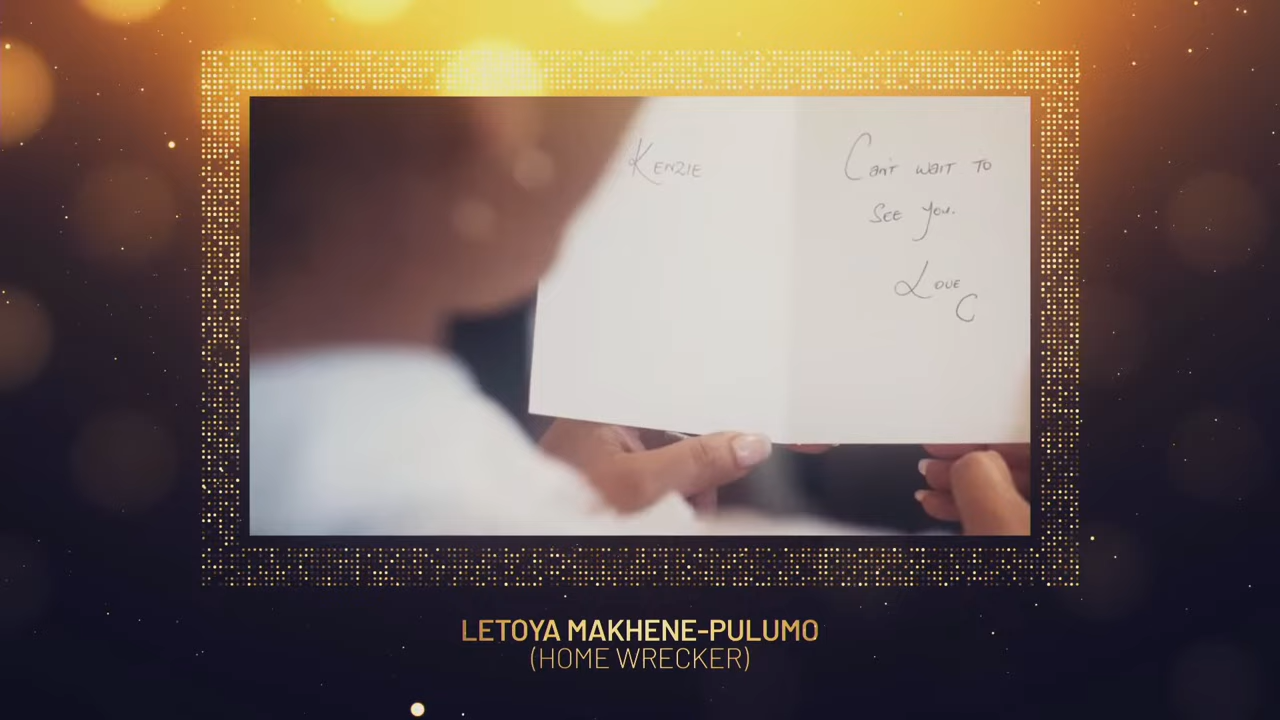 Kenzie
Can't wait to
see you.
Love
C
LETOYA MAKHENE-PULUMO
(HOME WRECKER)